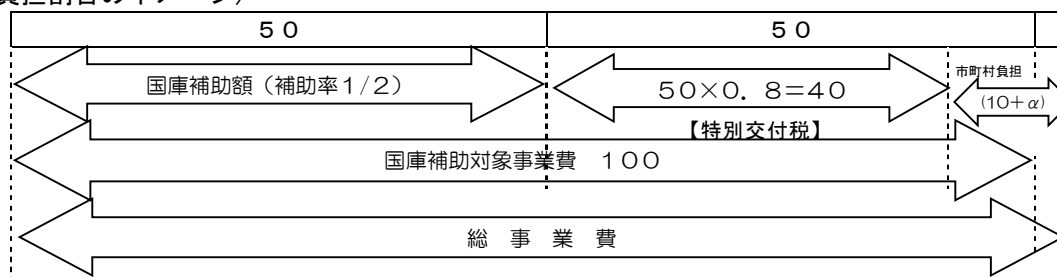 負担割合のイメージ）
５０ ５０
国庫補助額（補助率１/２） ５０×０．８＝４０ 市町村負担
（１０＋α）
【特別交付税】
国庫補助対象事業費　１００
総　事　業　費